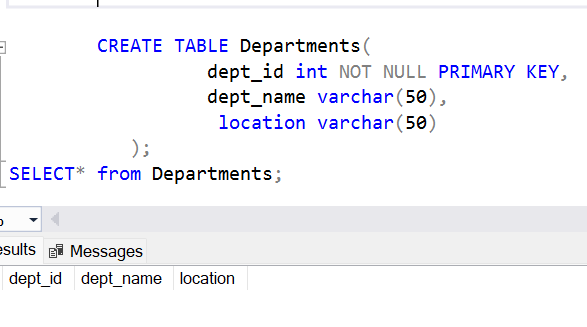 CREATE TABLE Departments(
dept_id int NOT NULL PRIMARY KEY,
dept_name varchar(50),
location varchar(50)
);
SELECT* from Departments;
esults Messages
dept_id dept_name location